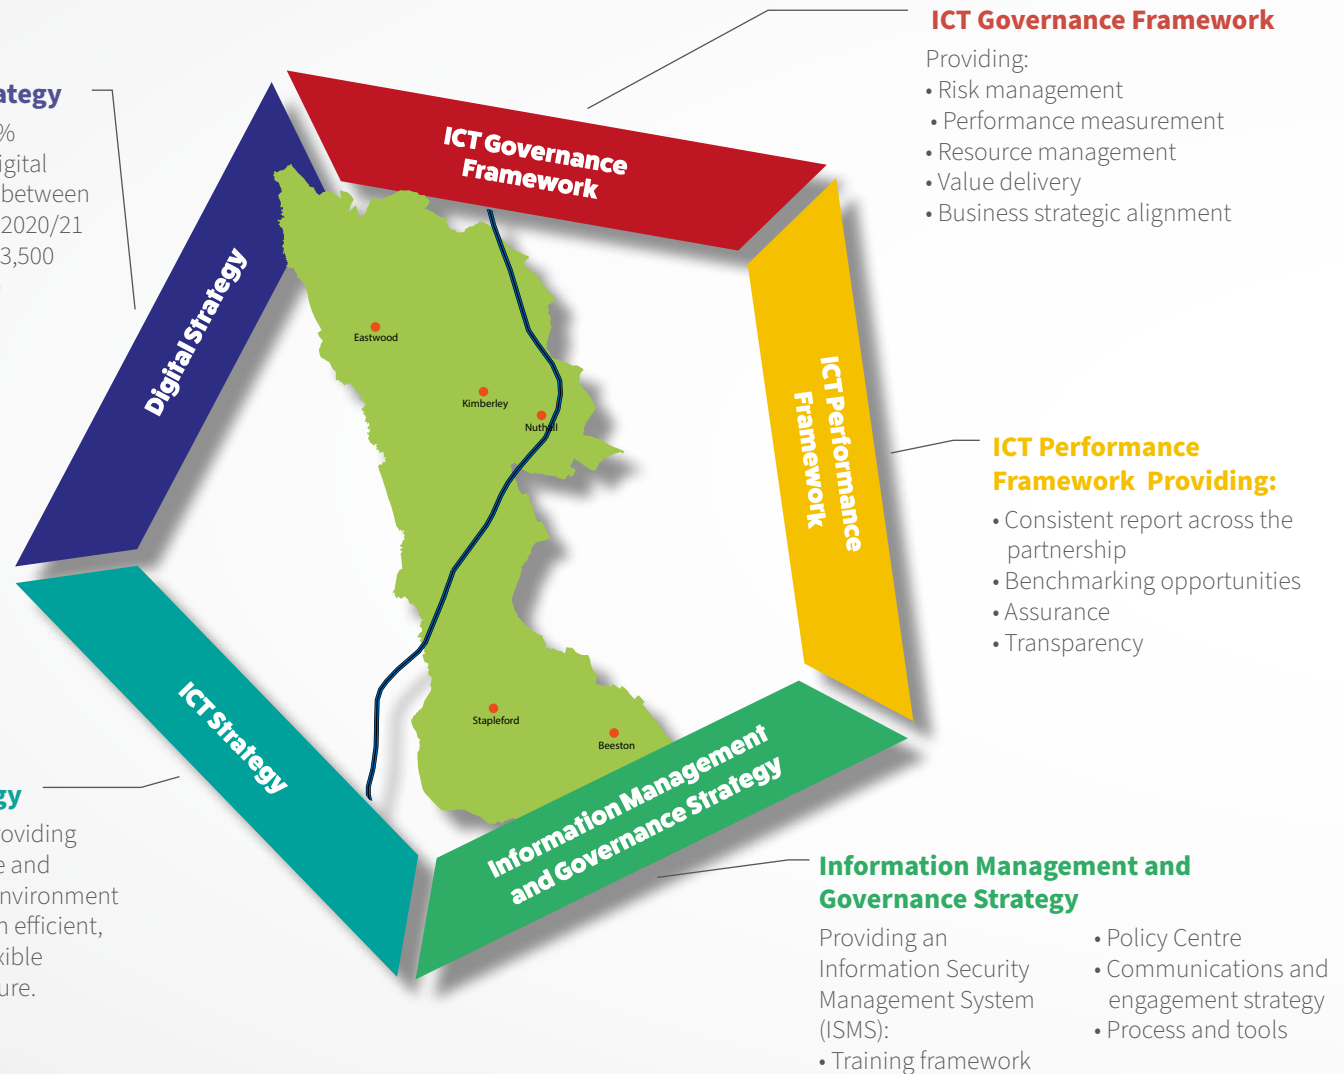 ICT Governance Framework
Providing:
• Risk management
• Performance measurement
• Resource management
• Value delivery
• Business strategic alignment
ategy
%
igital
between
2020/21
3,500
ICT Governance
Framework
Digital Strategy
ICT Performance
Framework
Eastwood
Kimberley
Nuthall
Stapleford
Beeston
ICT Performance
Framework Providing:
• Consistent report across the
partnership
• Benchmarking opportunities
• Assurance
• Transparency
ICT Strategy
Information Management
and Governance Strategy
gy
roviding
e and
nvironment
n efficient,
xible
ure.
Information Management and
Governance Strategy
Providing an
Information Security
Management System
(ISMS):
• Training framework
• Policy Centre
• Communications and
engagement strategy
• Process and tools